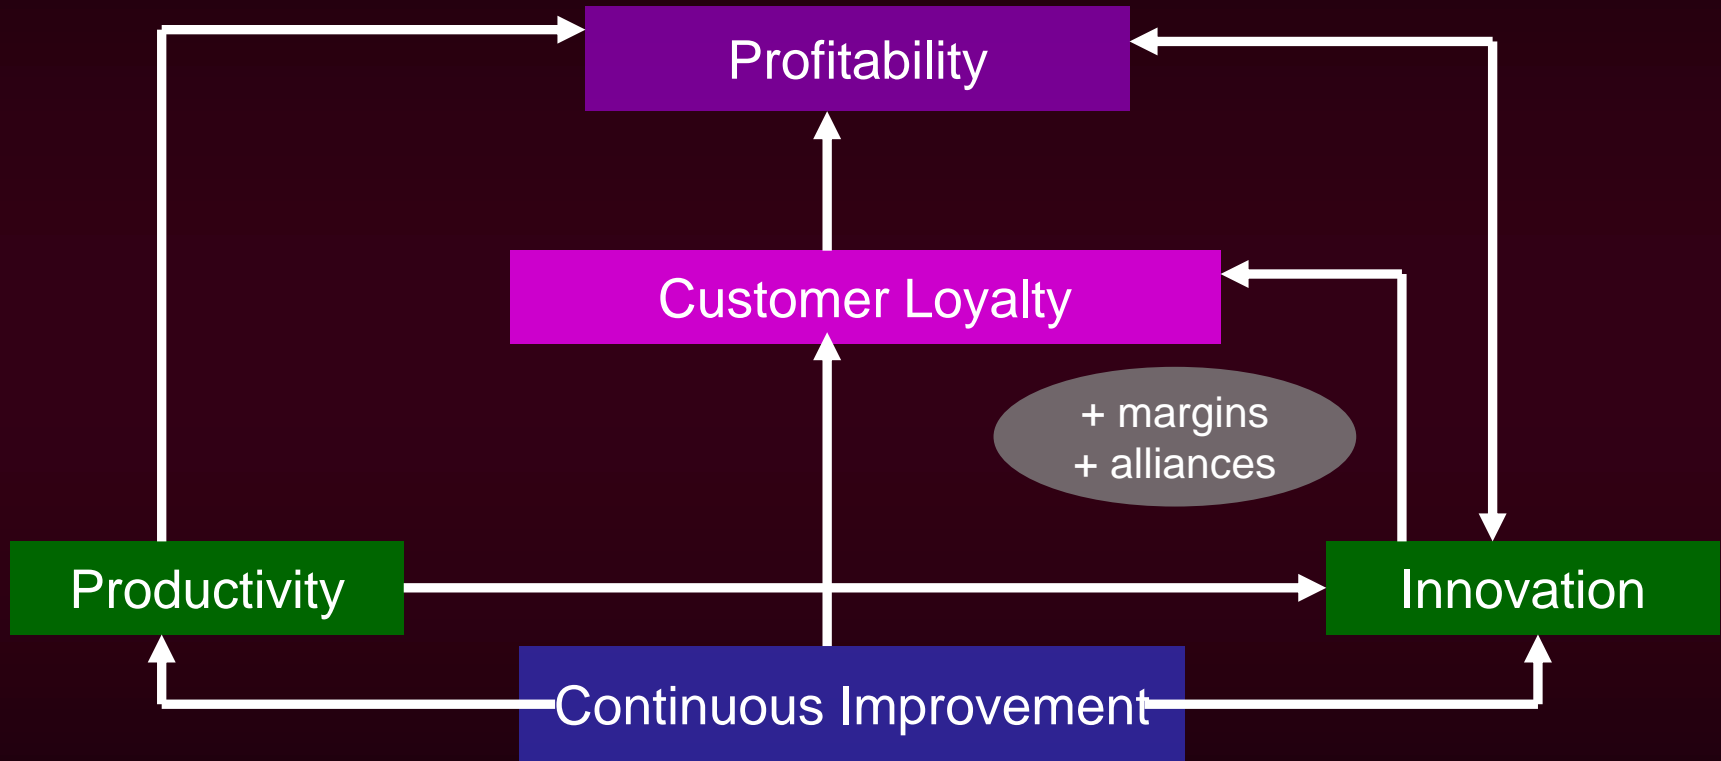 Profitability
Customer Loyalty
+ margins
+ alliances
Productivity
Innovation
Continuous Improvement